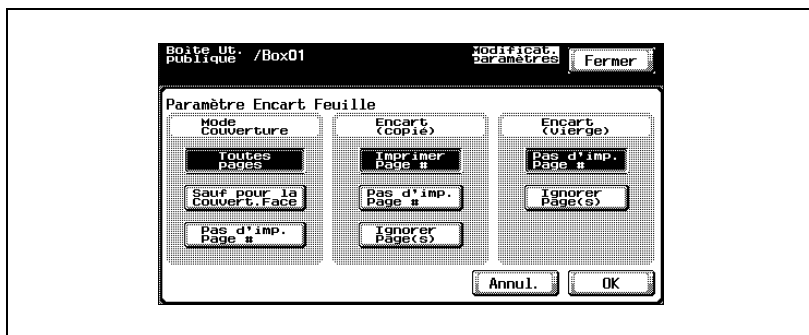 Boîte Ut.
publique /Box01
Modificat.
paramètres
Fermer
Paramètre Encart Feuille
Mode
Couverture
Toutes
pages
Sauf pour la
Couvert.Face
Pas d'imp.
Page #
Encart
(copié)
Imprimer
Page #
Pas d'imp.
Page #
Ignorer
Page(s)
Encart
(vierge)
Pas d'imp.
Page #
Ignorer
Page(s)
Annul.
OK